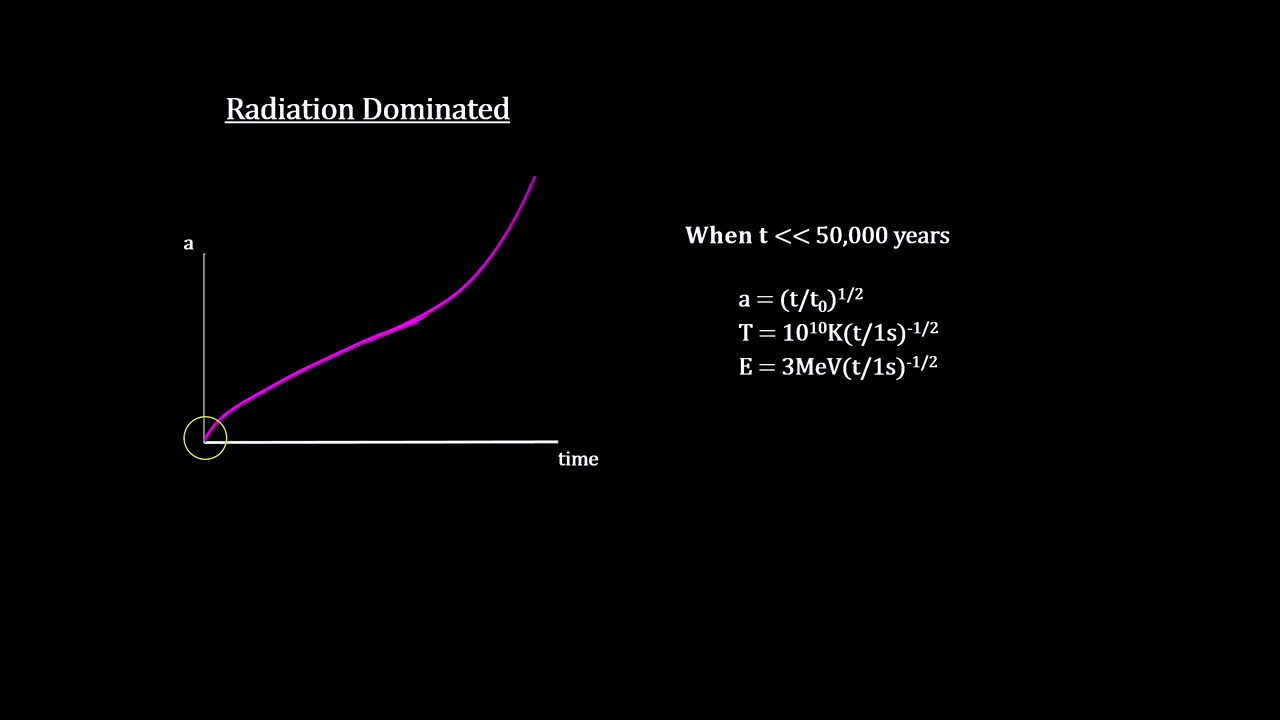 Radiation Dominated
a
time
When t << 50,000 years
a = (t/t₀)¹/²
T = 10¹⁰K(t/1s)⁻¹/²
E = 3MeV(t/1s)⁻¹/²